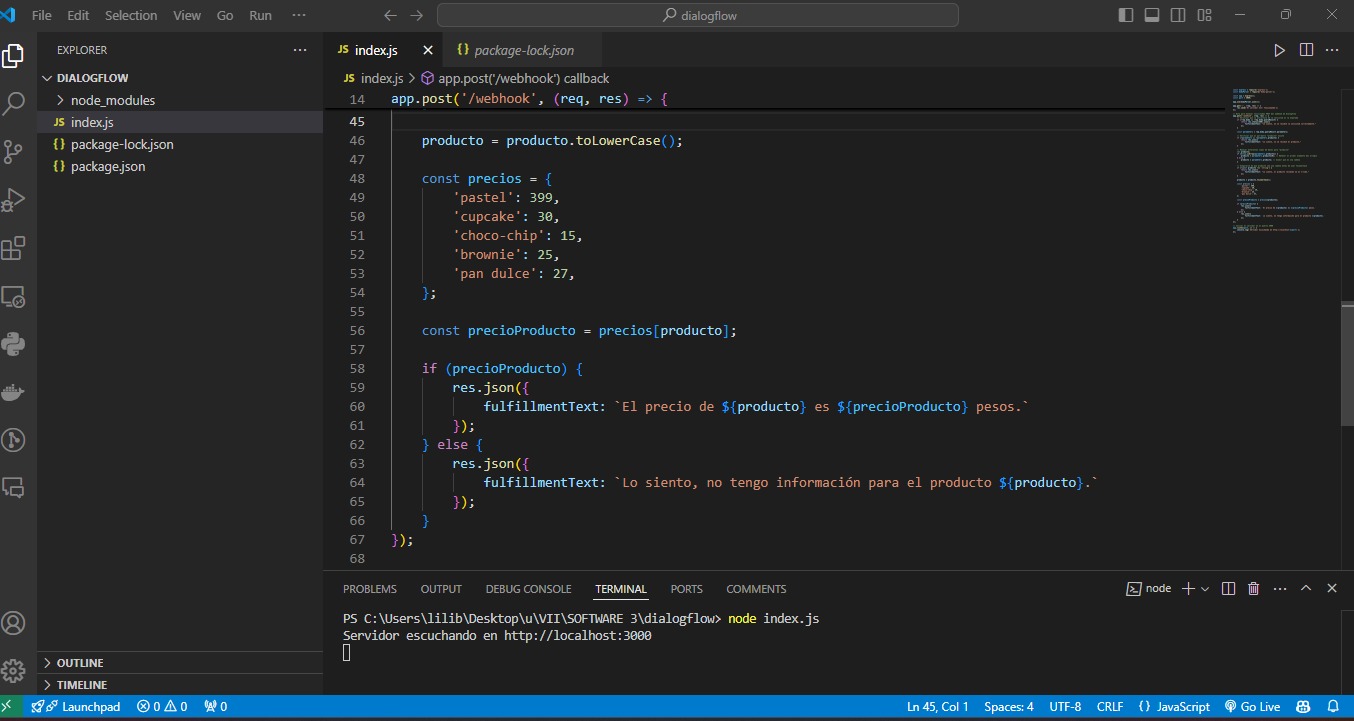 File Edit Selection View Go Run ··· dialogflow
EXPLORER ···
DIALOGFLOW
node_modules
JS index.js
{} package-lock.json
{} package.json
OUTLINE
TIMELINE
JS index.js {} package-lock.json
JS index.js > app.post('/webhook') callback
14 app.post('/webhook', (req, res) => {
45
46 producto = producto.toLowerCase();
47
48 const precios = {
49 'pastel': 399,
50 'cupcake': 30,
51 'choco-chip': 15,
52 'brownie': 25,
53 'pan dulce': 27,
54 };
55
56 const precioProducto = precios[producto];
57
58 if (precioProducto) {
59 res.json({
60 fulfillmentText: `El precio de ${producto} es ${precioProducto} pesos.`
61 });
62 } else {
63 res.json({
64 fulfillmentText: `Lo siento, no tengo información para el producto ${producto}.`
65 });
66 }
67 });
68
PROBLEMS OUTPUT DEBUG CONSOLE TERMINAL PORTS COMMENTS node
PS C:\Users\lilib\Desktop\u\VII\SOFTWARE 3\dialogflow> node index.js
Servidor escuchando en http://localhost:3000
Launchpad 0 0 0 Ln 45, Col 1 Spaces: 4 UTF-8 CRLF {} JavaScript Go Live